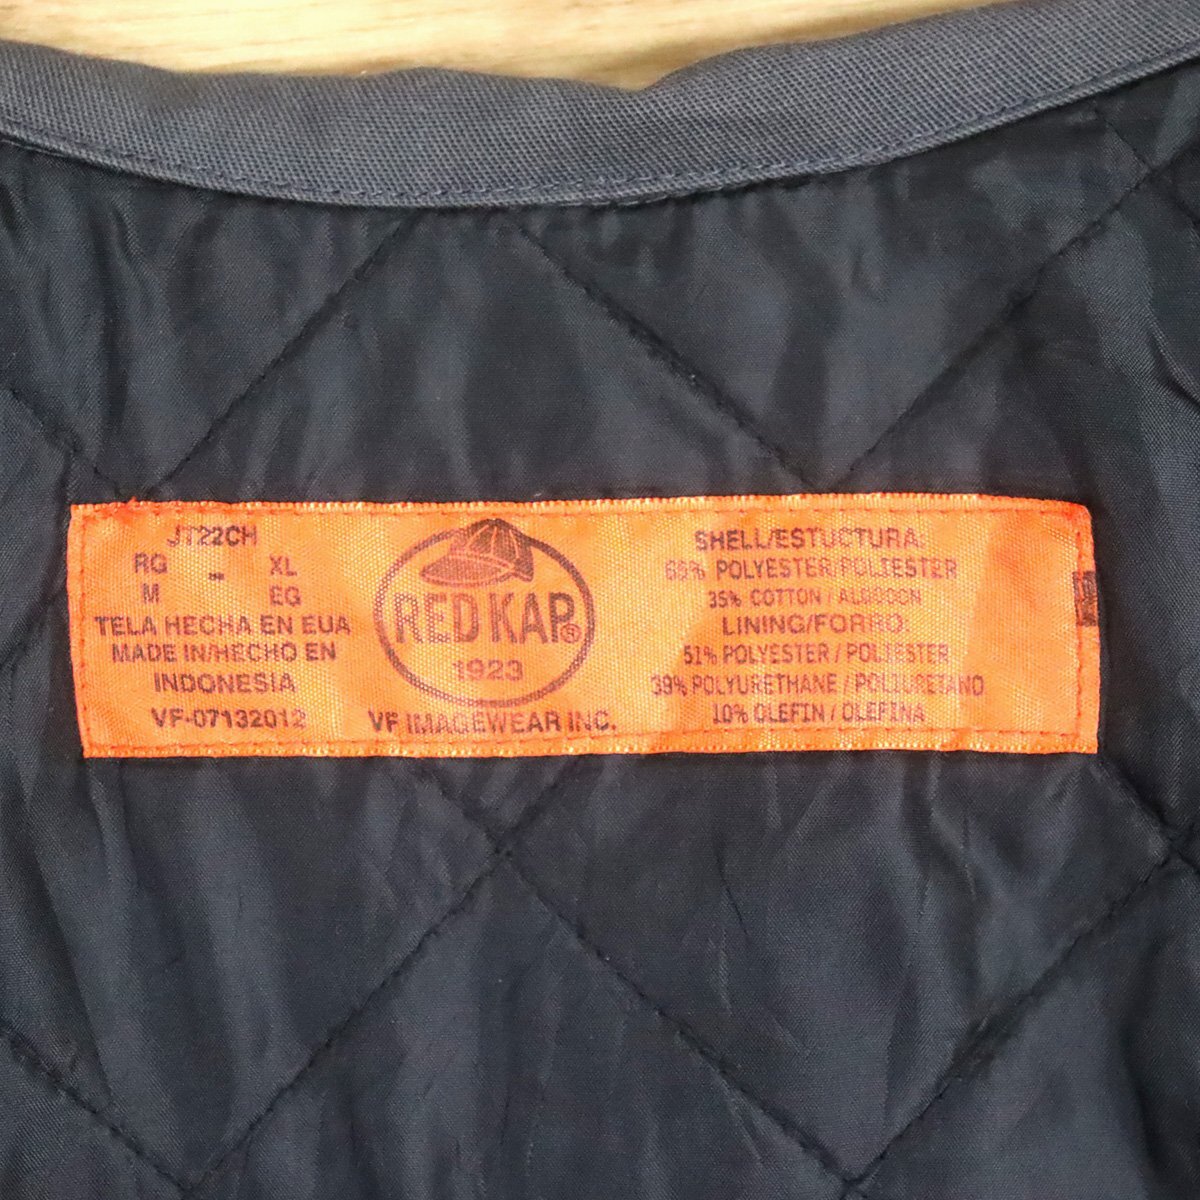 JT22CH
RG - XL
M EG
TELA HECHA EN EUA
MADE IN/HECHO EN
INDONESIA
VF-07132012
RED KAP®
1923
VF IMAGEWEAR INC.
SHELL/ESTUCTURA:
65% POLYESTER/POLIESTER
35% COTTON / ALGODON
LINING/FORRO:
51% POLYESTER / POLIESTER
39% POLYURETHANE / POLIURETANO
10% OLEFIN / OLEFINA